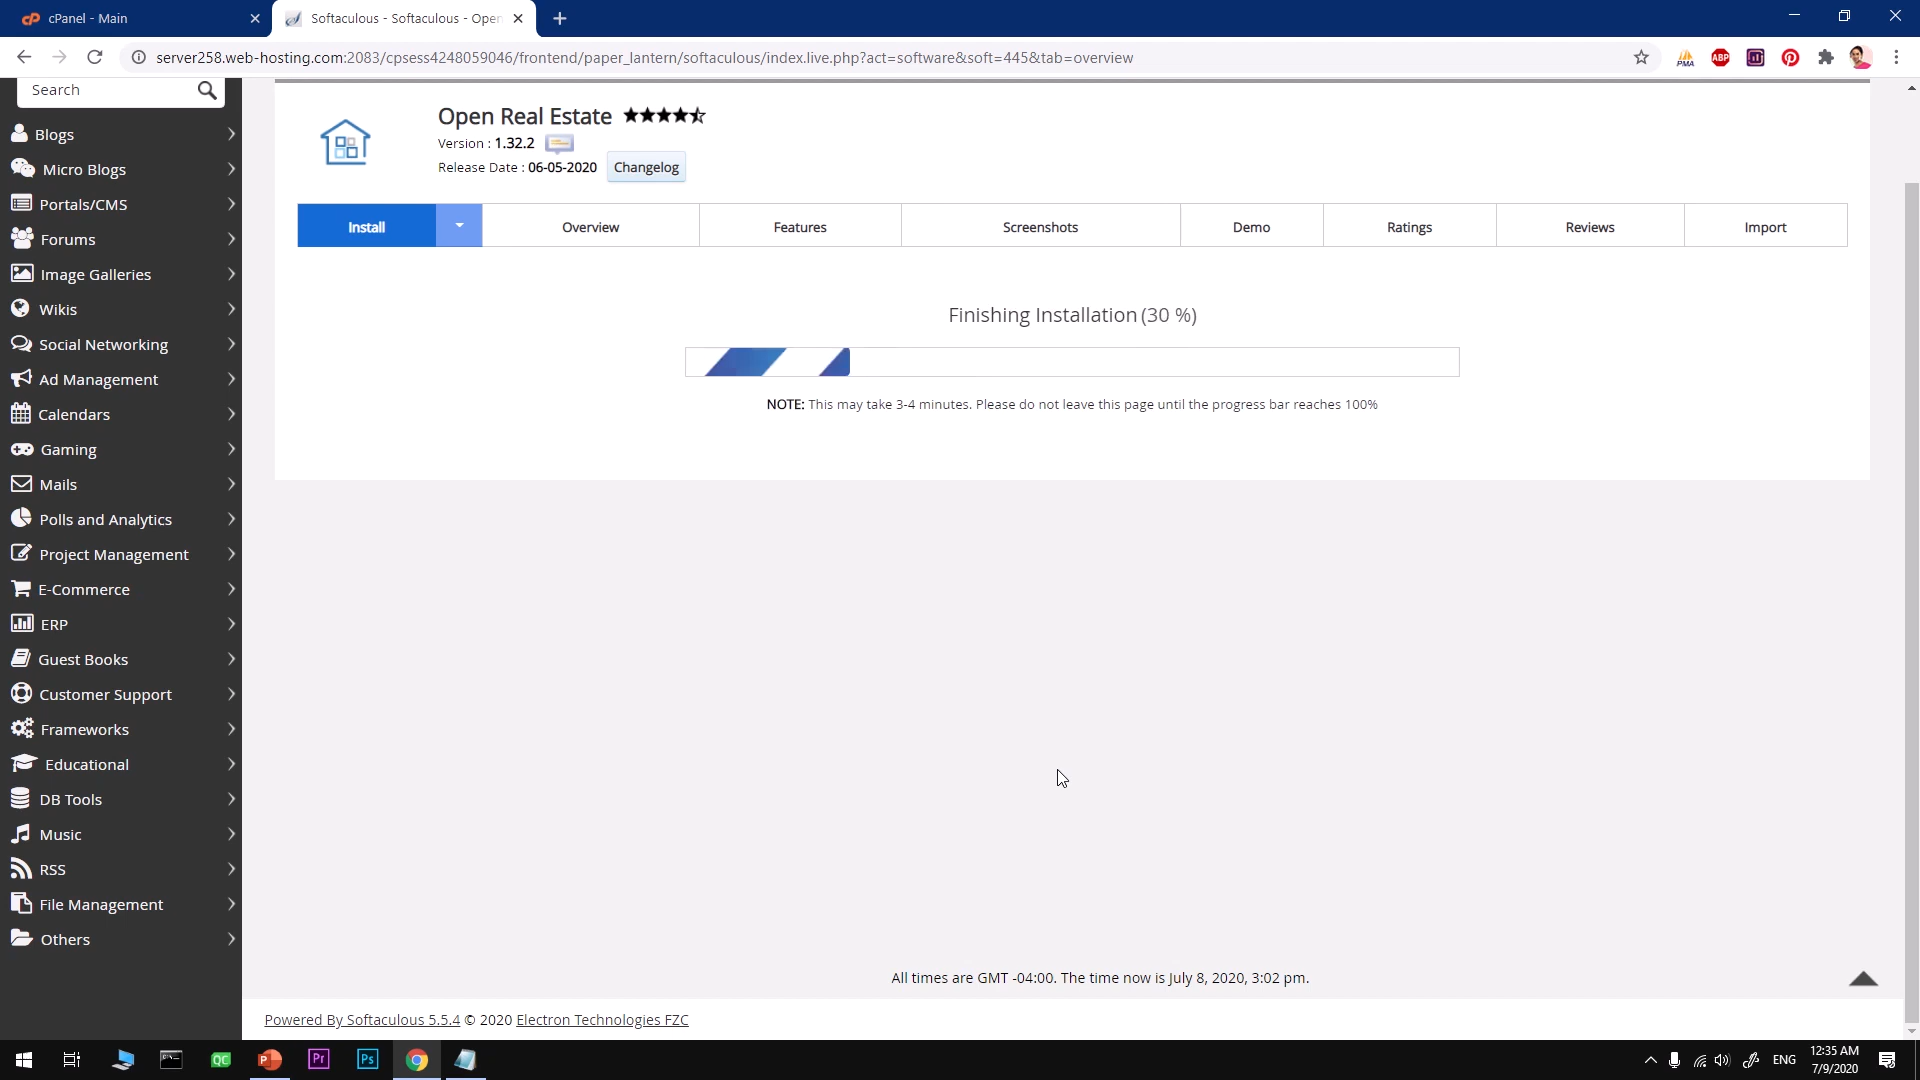 cPanel - Main
Softaculous - Softaculous - Open
server258.web-hosting.com:2083/cpsess4248059046/frontend/paper_lantern/softaculous/index.live.php?act=software&soft=445&tab=overview
PMA
ABP
Search
Blogs
Micro Blogs
Portals/CMS
Forums
Image Galleries
Wikis
Social Networking
Ad Management
Calendars
Gaming
Mails
Polls and Analytics
Project Management
E-Commerce
ERP
Guest Books
Customer Support
Frameworks
Educational
DB Tools
Music
RSS
File Management
Others
Open Real Estate
Version : 1.32.2
Release Date : 06-05-2020 Changelog
Install Overview Features Screenshots Demo Ratings Reviews Import
Finishing Installation (30 %)
NOTE: This may take 3-4 minutes. Please do not leave this page until the progress bar reaches 100%
All times are GMT -04:00. The time now is July 8, 2020, 3:02 pm.
Powered By Softaculous 5.5.4 © 2020 Electron Technologies FZC
QC
P
Pr
Ps
ENG
12:35 AM
7/9/2020